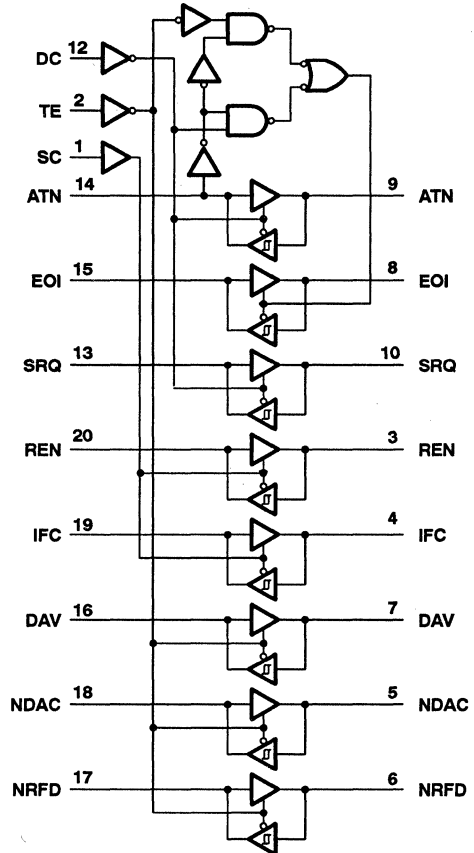 DC 12
TE 2
SC 1
ATN 14 9 ATN
EOI 15 8 EOI
SRQ 13 10 SRQ
REN 20 3 REN
IFC 19 4 IFC
DAV 16 7 DAV
NDAC 18 5 NDAC
NRFD 17 6 NRFD